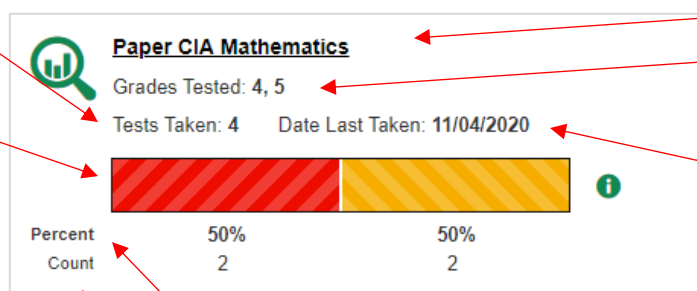 Paper CIA Mathematics
Grades Tested: 4, 5
Tests Taken: 4 Date Last Taken: 11/04/2020
i
Percent 50% 50%
Count 2 2